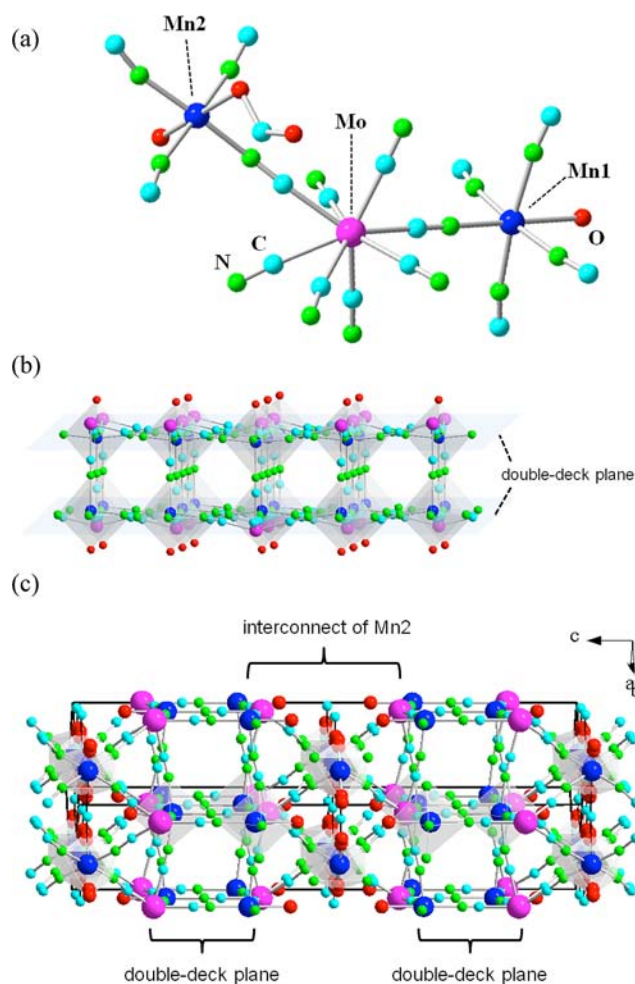 (a)
Mn2
Mo
Mn1
C
N
O
(b)
double-deck plane
(c)
interconnect of Mn2
c
a
double-deck plane
double-deck plane